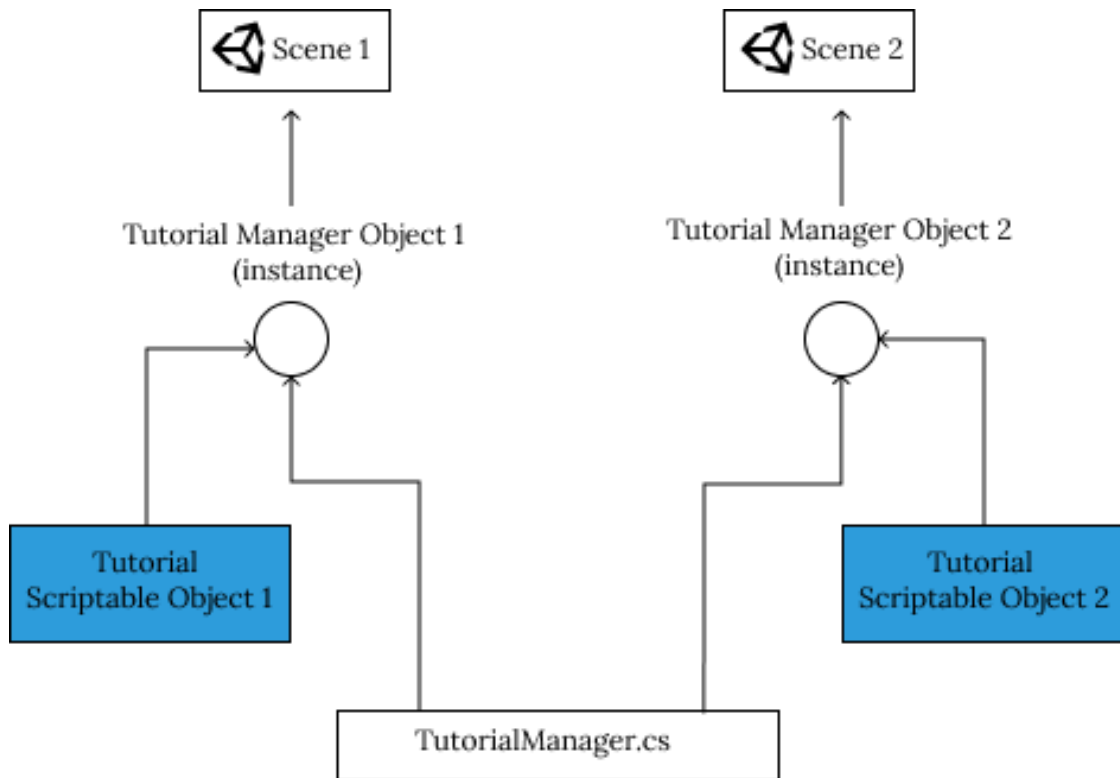 Scene 1
Scene 2
Tutorial Manager Object 1
(instance)
Tutorial Manager Object 2
(instance)
Tutorial
Scriptable Object 1
Tutorial
Scriptable Object 2
TutorialManager.cs